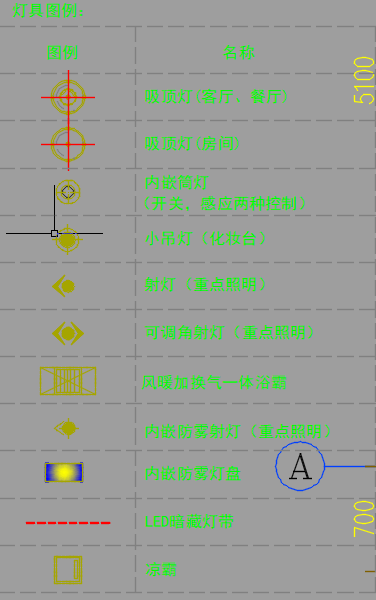 灯具图例:
图例 名称
5100
吸顶灯(客厅、餐厅)
吸顶灯(房间)
内嵌筒灯
(开关、感应两种控制)
小吊灯(化妆台)
射灯(重点照明)
可调角射灯(重点照明)
风暖加换气一体浴霸
内嵌防雾射灯(重点照明)
内嵌防雾灯盘
A
700
LED暗藏灯带
凉霸